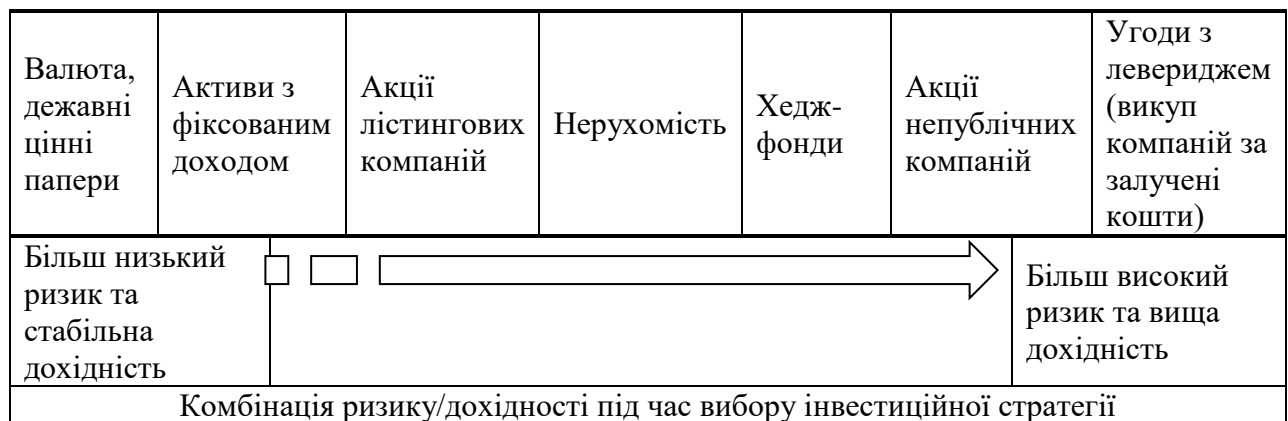 Валюта,
дежавні
цінні
папери
Активи з
фіксованим
доходом
Акції
лістингових
компаній
Нерухомість
Хедж-
фонди
Акції
непублічних
компаній
Угоди з
левериджем
(викуп
компаній за
залучені
кошти)
Більш низький
ризик та
стабільна
дохідність
Більш високий
ризик та вища
дохідність
Комбінація ризику/дохідності під час вибору інвестиційної стратегії